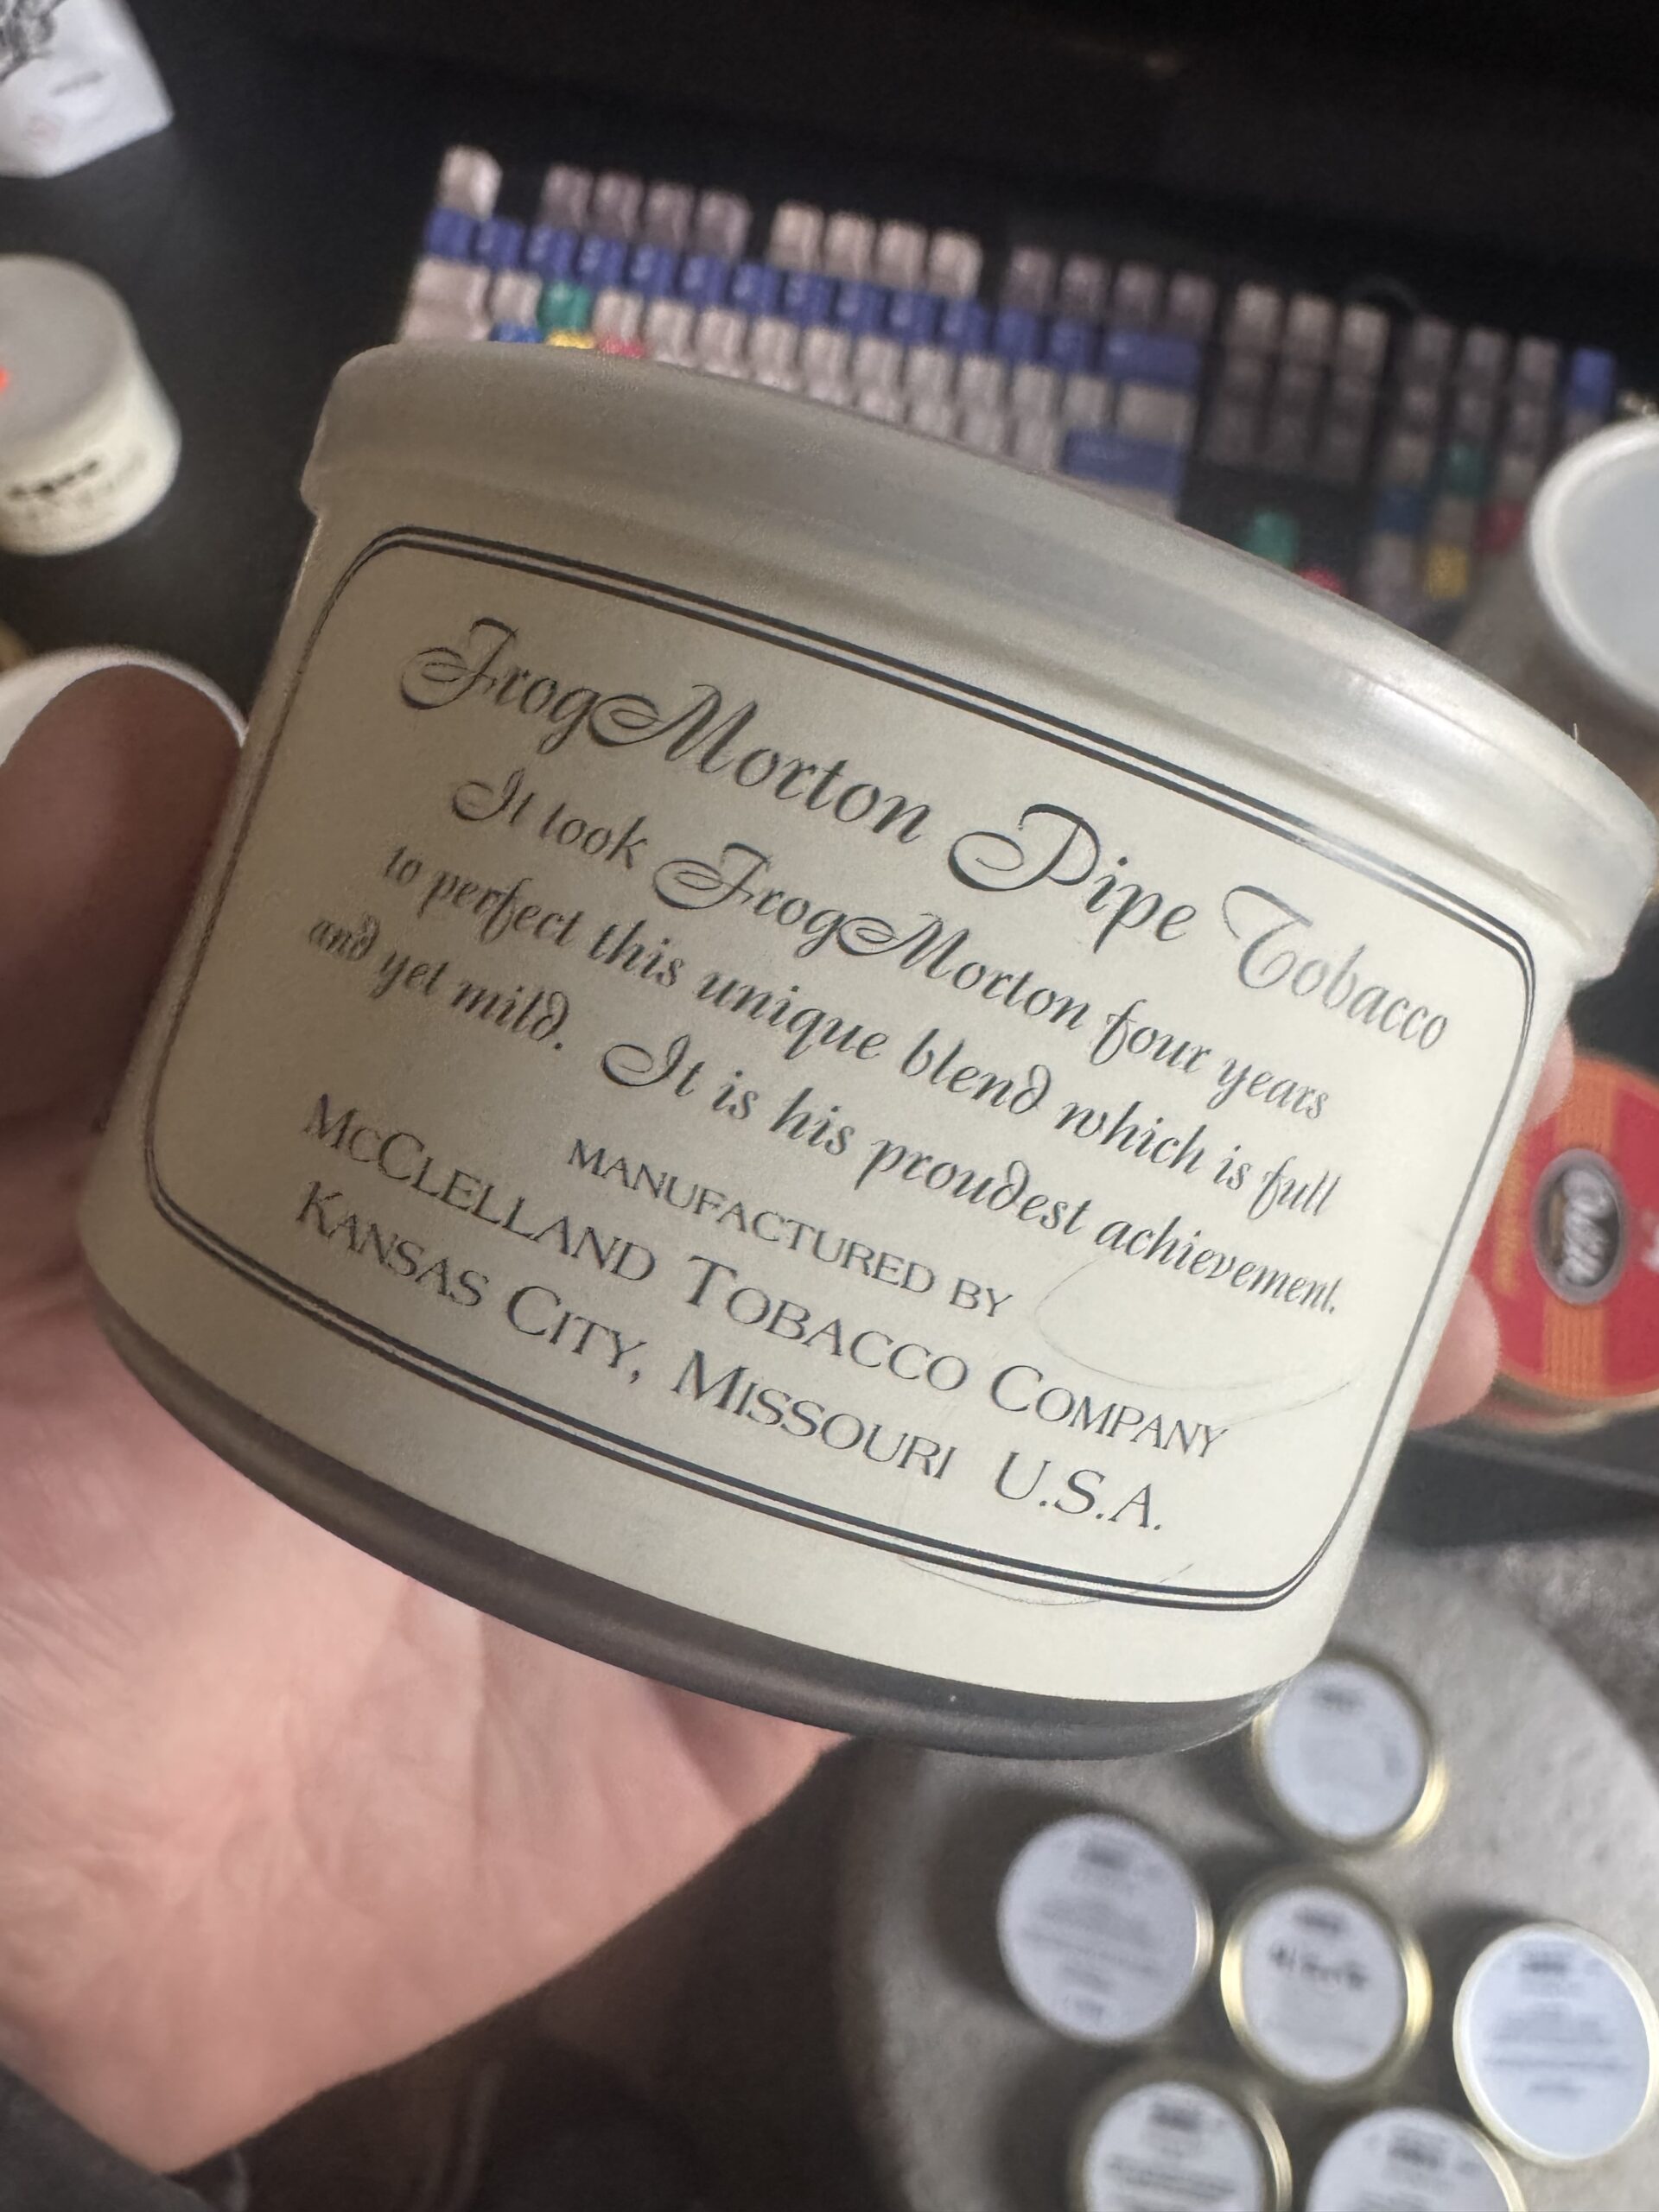 FrogMorton Pipe Tobacco
It took FrogMorton four years
to perfect this unique blend which is full
and yet mild. It is his proudest achievement.
MANUFACTURED BY
MCCLELLAND TOBACCO COMPANY
KANSAS CITY, MISSOURI U.S.A.